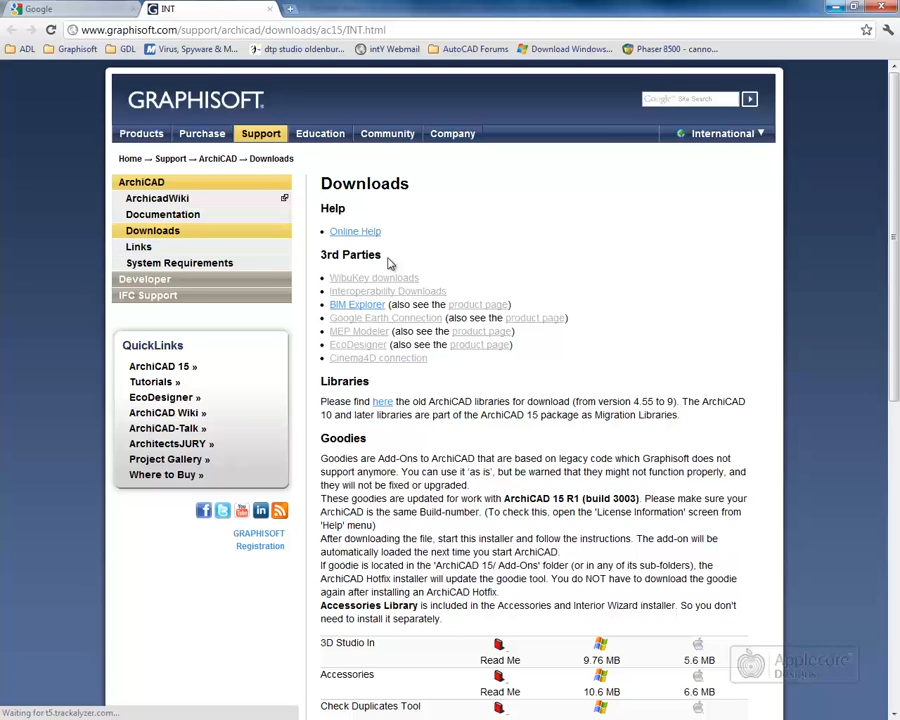 Google
INT
www.graphisoft.com/support/archicad/downloads/ac15/INT.html
ADL
Graphisoft
GDL
Virus, Spyware & M...
dtp studio oldenbur...
intY Webmail
AutoCAD Forums
Download Windows...
Phaser 8500 - canno...
GRAPHISOFT.
Google™ Site Search
Products
Purchase
Support
Education
Community
Company
International
Home → Support → ArchiCAD → Downloads
ArchiCAD
ArchicadWiki
Documentation
Downloads
Links
System Requirements
Developer
IFC Support
QuickLinks
ArchiCAD 15 »
Tutorials »
EcoDesigner »
ArchiCAD Wiki »
ArchiCAD-Talk »
ArchitectsJURY »
Project Gallery »
Where to Buy »
GRAPHISOFT
Registration
Downloads
Help
Online Help
3rd Parties
WibuKey downloads
Interoperability Downloads
BIM Explorer (also see the product page)
Google Earth Connection (also see the product page)
MEP Modeler (also see the product page)
EcoDesigner (also see the product page)
Cinema4D connection
Libraries
Please find here the old ArchiCAD libraries for download (from version 4.55 to 9). The ArchiCAD
10 and later libraries are part of the ArchiCAD 15 package as Migration Libraries.
Goodies
Goodies are Add-Ons to ArchiCAD that are based on legacy code which Graphisoft does not
support anymore. You can use it 'as is', but be warned that they might not function properly, and
they will not be fixed or upgraded.
These goodies are updated for work with ArchiCAD 15 R1 (build 3003). Please make sure your
ArchiCAD is the same Build-number. (To check this, open the 'License Information' screen from
'Help' menu)
After downloading the file, start this installer and follow the instructions. The add-on will be
automatically loaded the next time you start ArchiCAD.
If goodie is located in the 'ArchiCAD 15/ Add-Ons' folder (or in any of its sub-folders), the
ArchiCAD Hotfix installer will update the goodie tool. You do NOT have to download the goodie
again after installing an ArchiCAD Hotfix.
Accessories Library is included in the Accessories and Interior Wizard installer. So you don't
need to install it separately.
3D Studio In
Read Me 9.76 MB 5.6 MB
Accessories
Read Me 10.6 MB 6.6 MB
Check Duplicates Tool
Applecore
Designs
Waiting for t5.trackalyzer.com...